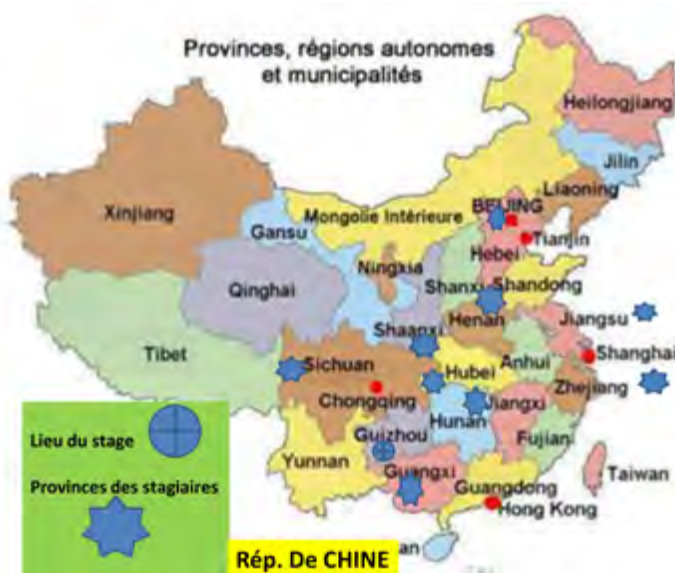 Provinces, régions autonomes
et municipalités
Heilongjiang
Jilin
Liaoning
Xinjiang
Mongolie Intérieure
BEIJING
Gansu
Tianjin
Hebei
Ningxia
Qinghai
Shanxi
Shandong
Shaanxi
Henan
Jiangsu
Tibet
Sichuan
Hubei
Anhui
Shanghai
Chongqing
Zhejiang
Hunan
Jiangxi
Lieu du stage
Guizhou
Fujian
Yunnan
Guangxi
Taiwan
Provinces des stagiaires
Guangdong
Hong Kong
an
Rép. De CHINE